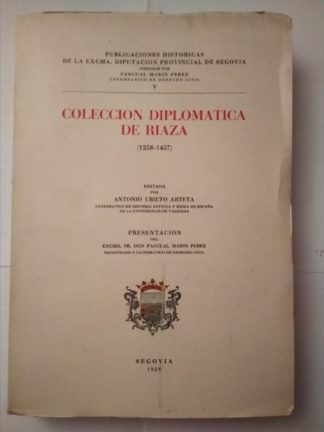 PUBLICACIONES HISTORICAS
DE LA EXCMA. DIPUTACION PROVINCIAL DE SEGOVIA
DIRIGIDAS POR
PASCUAL MARIN PEREZ
CATEDRATICO DE DERECHO CIVIL
V
COLECCION DIPLOMATICA
DE RIAZA
(1258-1457)
EDITADA
POR
ANTONIO UBIETO ARTETA
CATEDRATICO DE HISTORIA ANTIGUA Y MEDIA DE ESPAÑA
DE LA UNIVERSIDAD DE VALENCIA
PRESENTACION
DEL
EXCMO. SR. DON PASCUAL MARIN PEREZ
MAGISTRADO Y CATEDRATICO DE DERECHO CIVIL
SEGOVIA
1959